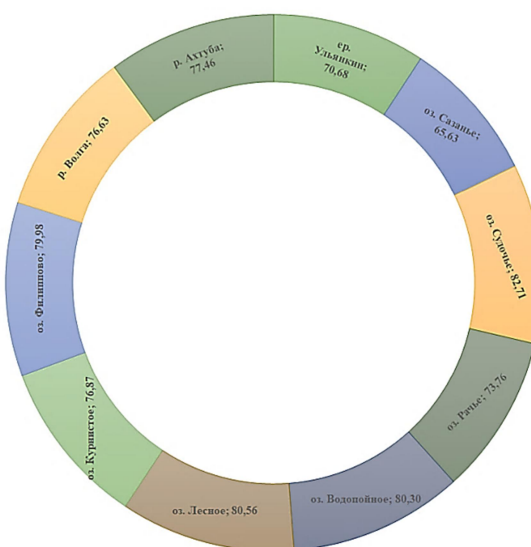 ер.
Ульянкин;
70,68
оз. Сазанье;
65,63
оз. Судочье; 82,71
оз. Рачье; 73,76
оз. Водопойное; 80,30
оз. Лесное; 80,56
оз. Куринстое; 76,87
оз. Филиппово; 79,98
р. Волга; 76,63
р. Ахтуба;
77,46